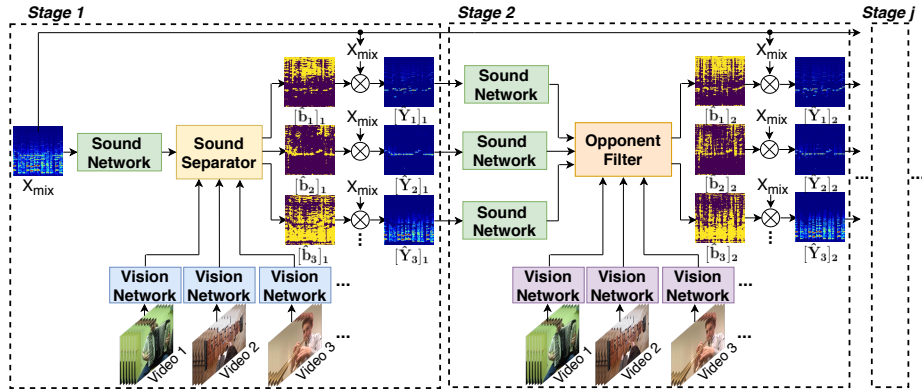 Stage 1
Stage 2
Stage j
X_mix
X_mix
Sound Network
Sound Separator
[b̂₁]₁
[Ŷ₁]₁
X_mix
[b̂₂]₁
[Ŷ₂]₁
X_mix
[b̂₃]₁
[Ŷ₃]₁
⋮
Vision Network
Vision Network
Vision Network
...
Video 1
Video 2
Video 3
...
X_mix
Sound Network
Sound Network
Sound Network
Opponent Filter
[b̂₁]₂
[Ŷ₁]₂
X_mix
[b̂₂]₂
[Ŷ₂]₂
X_mix
[b̂₃]₂
[Ŷ₃]₂
⋮
Vision Network
Vision Network
Vision Network
...
Video 1
Video 2
Video 3
...
...
...
...